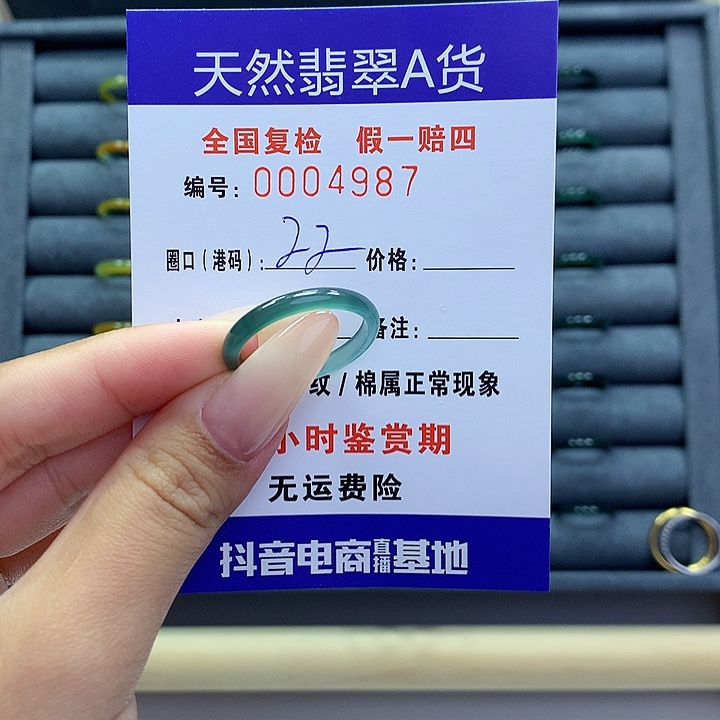 天然翡翠A货
全国复检 假一赔四
编号: 0004987
圈口(港码): 22 价格:
备注:
纹/棉属正常现象
小时鉴赏期
无运费险
抖音电商直播基地